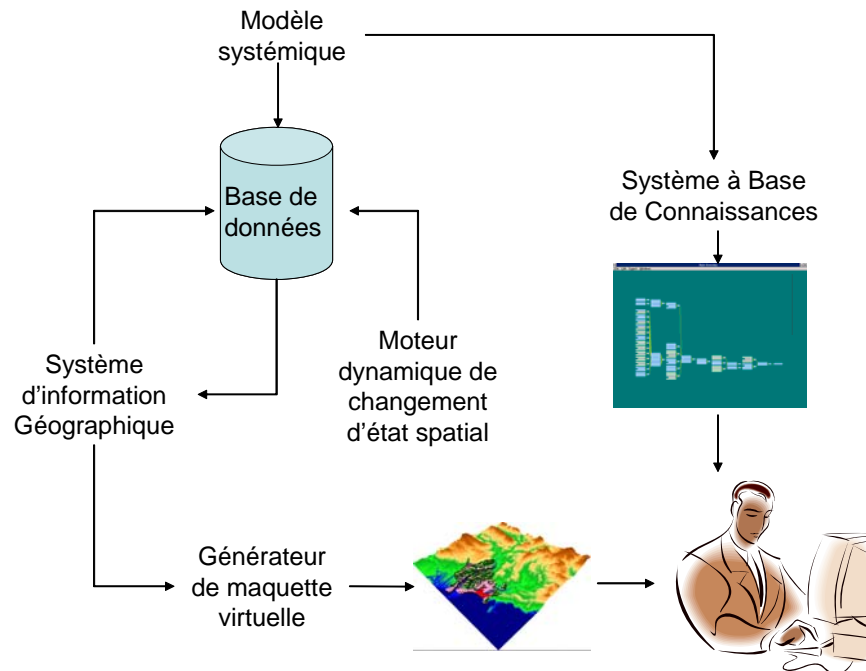 Modèle
systémique
Base de
données
Système à Base
de Connaissances
Système
d'information
Géographique
Moteur
dynamique de
changement
d'état spatial
Générateur
de maquette
virtuelle